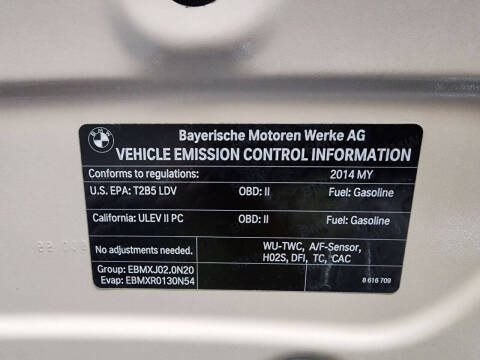 BMW
Bayerische Motoren Werke AG
VEHICLE EMISSION CONTROL INFORMATION
Conforms to regulations: 2014 MY
U.S. EPA: T2B5 LDV OBD: II Fuel: Gasoline
California: ULEV II PC OBD: II Fuel: Gasoline
No adjustments needed. WU-TWC, A/F-Sensor,
H02S, DFI, TC, CAC
Group: EBMXJ02.0N20
Evap: EBMXR0130N54
8 616 709